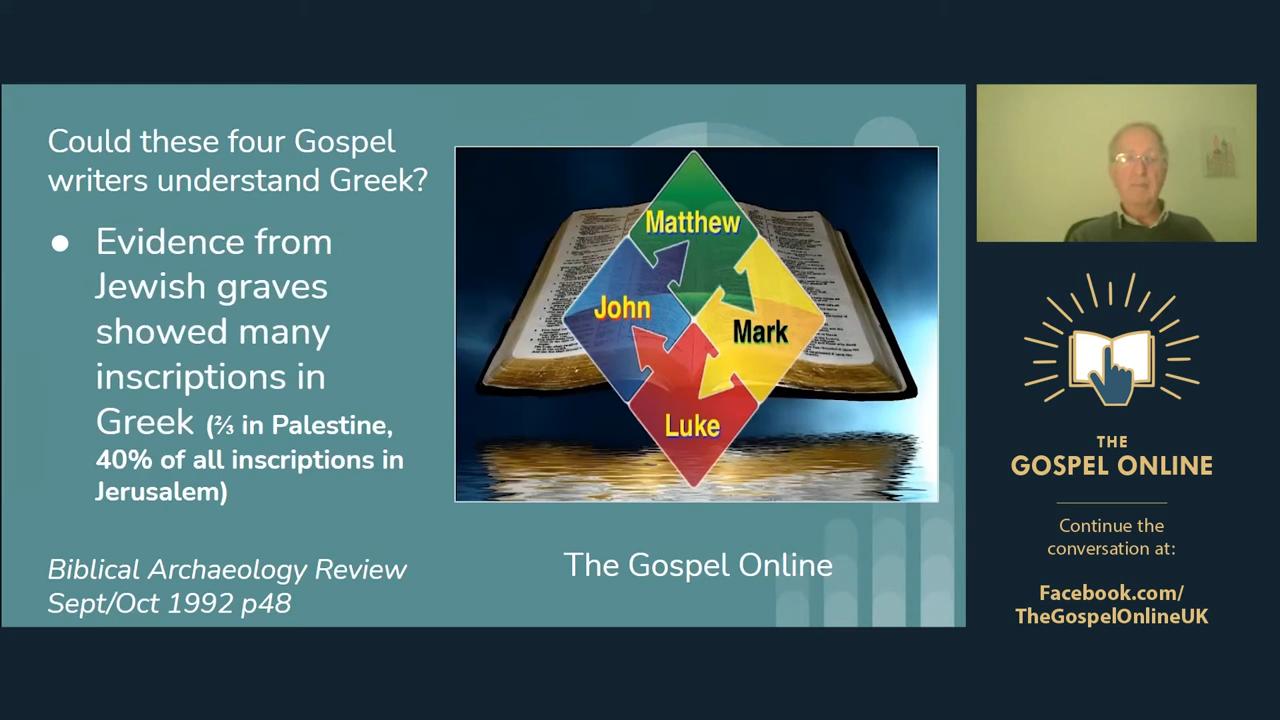 Could these four Gospel
writers understand Greek?
● Evidence from
Jewish graves
showed many
inscriptions in
Greek (⅔ in Palestine,
40% of all inscriptions in
Jerusalem)
Biblical Archaeology Review
Sept/Oct 1992 p48
Matthew
John
Mark
Luke
The Gospel Online
THE
GOSPEL ONLINE
Continue the
conversation at:
Facebook.com/
TheGospelOnlineUK